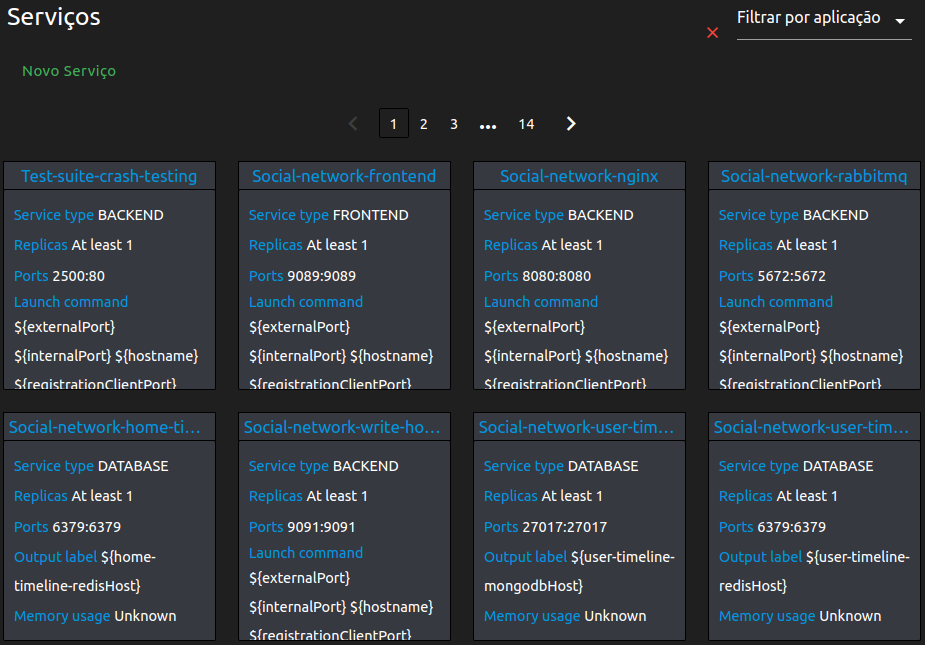 Serviços
Filtrar por aplicação
Novo Serviço
1 2 3 ... 14
Test-suite-crash-testing
Service type BACKEND
Replicas At least 1
Ports 2500:80
Launch command
${externalPort}
${internalPort} ${hostname}
${registrationClientPort}
Social-network-frontend
Service type FRONTEND
Replicas At least 1
Ports 9089:9089
Launch command
${externalPort}
${internalPort} ${hostname}
${registrationClientPort}
Social-network-nginx
Service type BACKEND
Replicas At least 1
Ports 8080:8080
Launch command
${externalPort}
${internalPort} ${hostname}
${registrationClientPort}
Social-network-rabbitmq
Service type BACKEND
Replicas At least 1
Ports 5672:5672
Launch command
${externalPort}
${internalPort} ${hostname}
${registrationClientPort}
Social-network-home-ti...
Service type DATABASE
Replicas At least 1
Ports 6379:6379
Output label ${home-
timeline-redisHost}
Memory usage Unknown
Social-network-write-ho...
Service type BACKEND
Replicas At least 1
Ports 9091:9091
Launch command
${externalPort}
${internalPort} ${hostname}
${registrationClientPort}
Social-network-user-tim...
Service type DATABASE
Replicas At least 1
Ports 27017:27017
Output label ${user-timeline-
mongodbHost}
Memory usage Unknown
Social-network-user-tim...
Service type DATABASE
Replicas At least 1
Ports 6379:6379
Output label ${user-timeline-
redisHost}
Memory usage Unknown